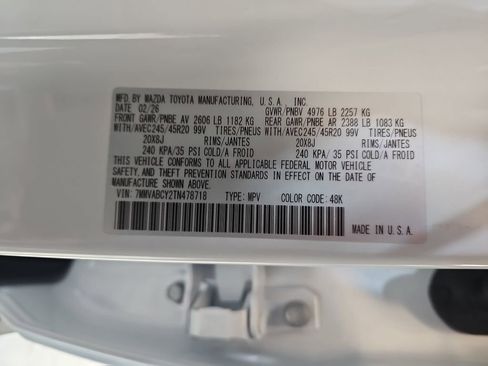 MFD. BY MAZDA TOYOTA MANUFACTURING, U.S.A., INC.
DATE 02/26 GVWR/PNBV 4976 LB 2257 KG
FRONT GAWR/PNBE AV 2606 LB 1182 KG REAR GAWR/PNBE AR 2388 LB 1083 KG
WITH/AVEC245/45R20 99V TIRES/PNEUS WITH/AVEC245/45R20 99V TIRES/PNEUS
20X8J RIMS/JANTES 20X8J RIMS/JANTES
240 KPA/35 PSI COLD/A FROID 240 KPA/35 PSI COLD/A FROID
THIS VEHICLE CONFORMS TO ALL APPLICABLE FEDERAL MOTOR VEHICLE
SAFETY, AND THEFT PREVENTION STANDARDS IN EFFECT ON THE DATE OF
MANUFACTURE SHOWN ABOVE.
VIN: 7MMVABCY2TN478718 TYPE: MPV COLOR CODE: 48K
MADE IN U.S.A.